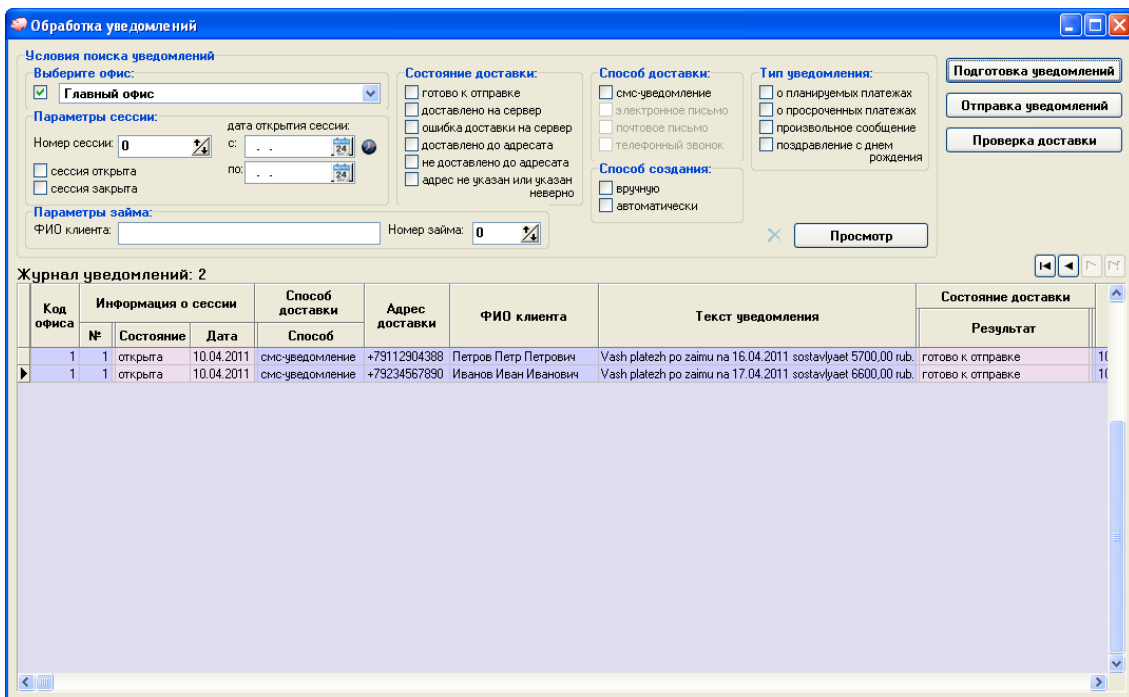 Обработка уведомлений
Условия поиска уведомлений
Выберите офис:
Главный офис
Параметры сессии:
Номер сессии: 0
дата открытия сессии:
с: . .
по: . .
сессия открыта
сессия закрыта
Состояние доставки:
готово к отправке
доставлено на сервер
ошибка доставки на сервер
доставлено до адресата
не доставлено до адресата
адрес не указан или указан
неверно
Способ доставки:
смс-уведомление
электронное письмо
почтовое письмо
телефонный звонок
Способ создания:
вручную
автоматически
Тип уведомления:
о планируемых платежах
о просроченных платежах
произвольное сообщение
поздравление с днем
рождения
Подготовка уведомлений
Отправка уведомлений
Проверка доставки
Параметры займа:
ФИО клиента:
Номер займа: 0
Просмотр
Журнал уведомлений: 2
Код офиса Информация о сессии Способ доставки Адрес доставки ФИО клиента Текст уведомления Состояние доставки
№ Состояние Дата Способ Результат
1 1 открыта 10.04.2011 смс-уведомление +79112904388 Петров Петр Петрович Vash platezh po zaimu na 16.04.2011 sostavlyaet 5700,00 rub. готово к отправке 10
1 1 открыта 10.04.2011 смс-уведомление +79234567890 Иванов Иван Иванович Vash platezh po zaimu na 17.04.2011 sostavlyaet 6600,00 rub. готово к отправке 10